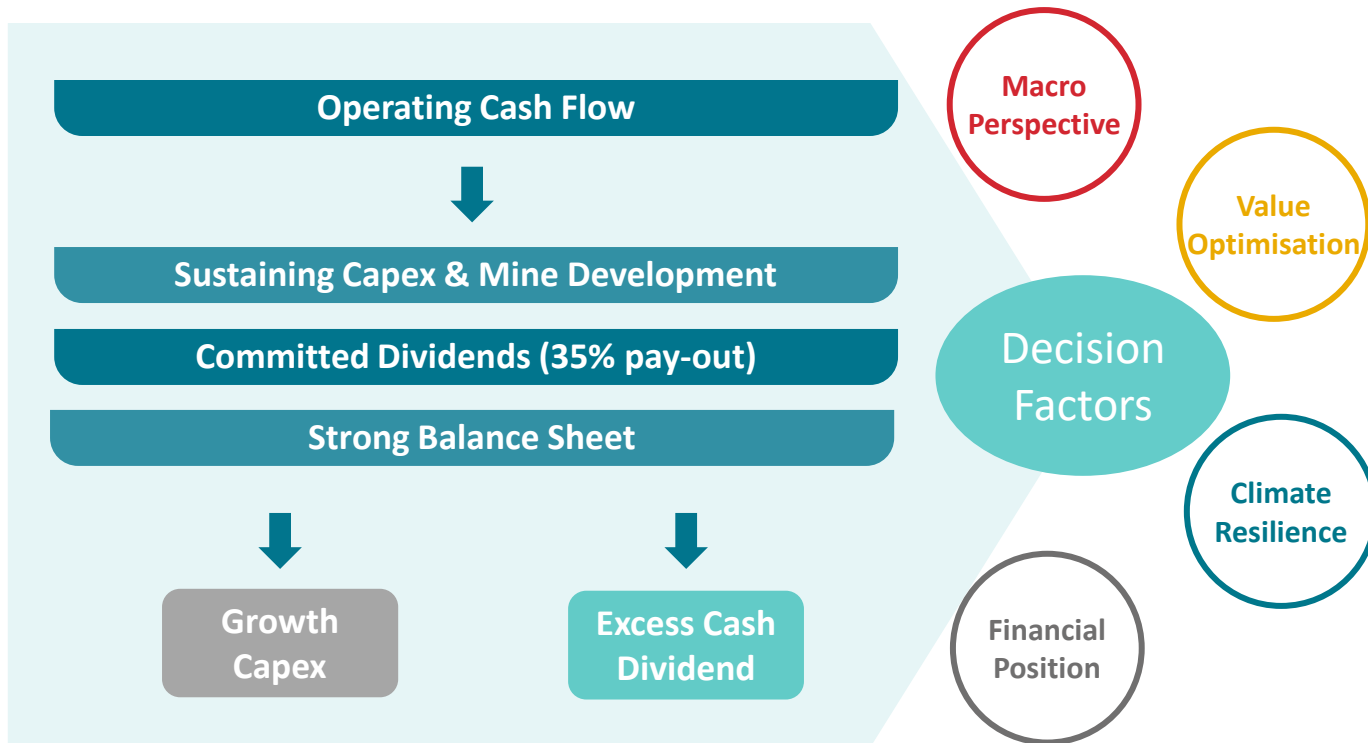 Operating Cash Flow
Sustaining Capex & Mine Development
Committed Dividends (35% pay-out)
Strong Balance Sheet
Growth
Capex
Excess Cash
Dividend
Decision
Factors
Macro
Perspective
Value
Optimisation
Climate
Resilience
Financial
Position